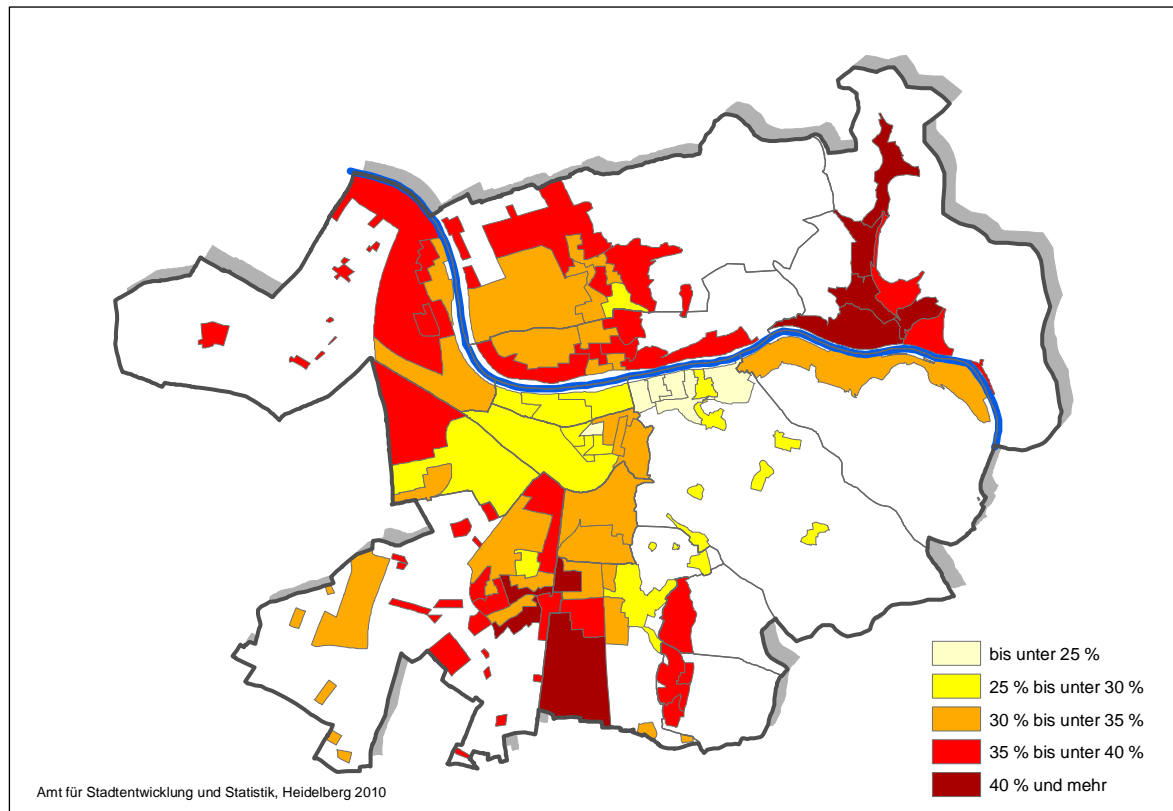 bis unter 25 %
25 % bis unter 30 %
30 % bis unter 35 %
35 % bis unter 40 %
40 % und mehr
Amt für Stadtentwicklung und Statistik, Heidelberg 2010